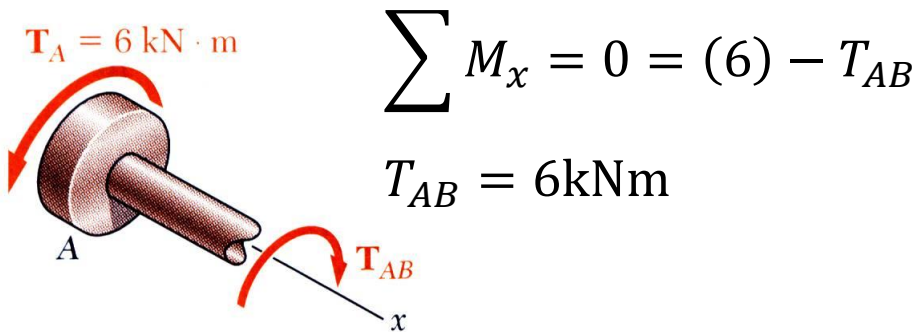 T_A = 6 kN · m
∑ M_x = 0 = (6) − T_AB
T_AB = 6kNm
A
T_AB
x